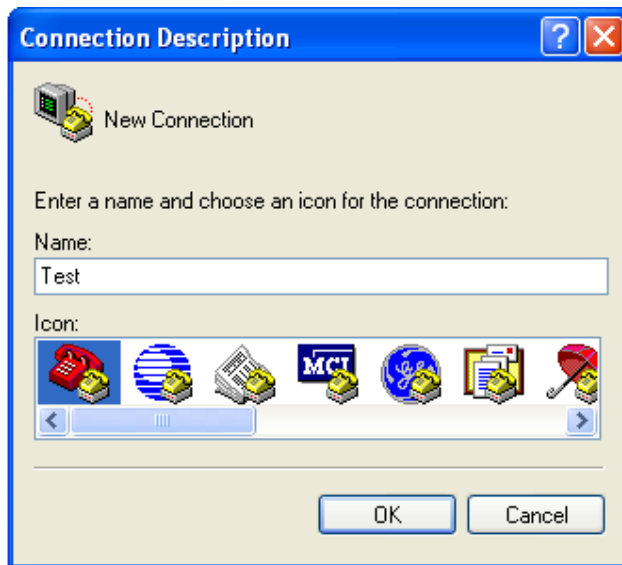 Connection Description
New Connection
Enter a name and choose an icon for the connection:
Name:
Test
Icon:
MCI
OK
Cancel